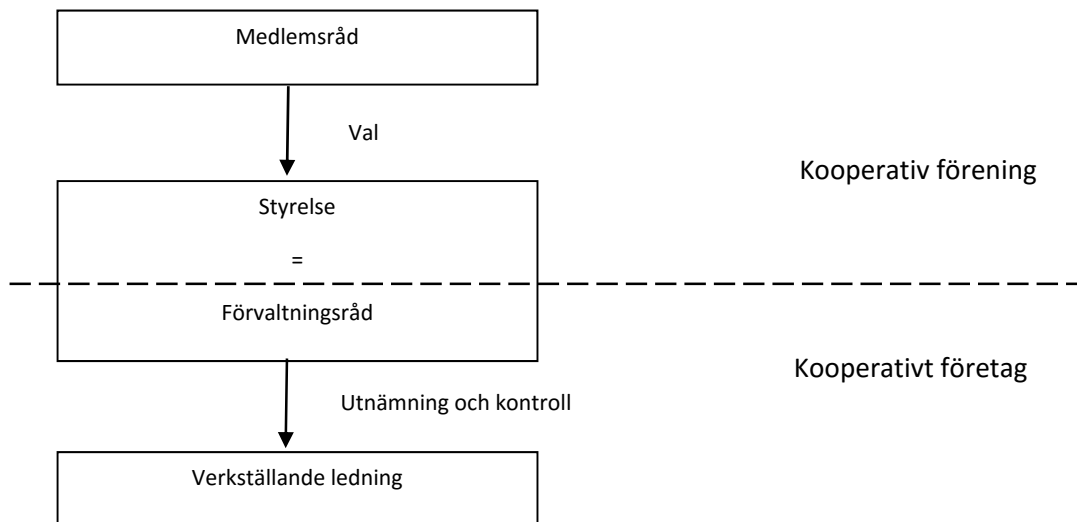 Medlemsråd
Val
Kooperativ förening
Styrelse
=
Förvaltningsråd
Kooperativt företag
Utnämning och kontroll
Verkställande ledning